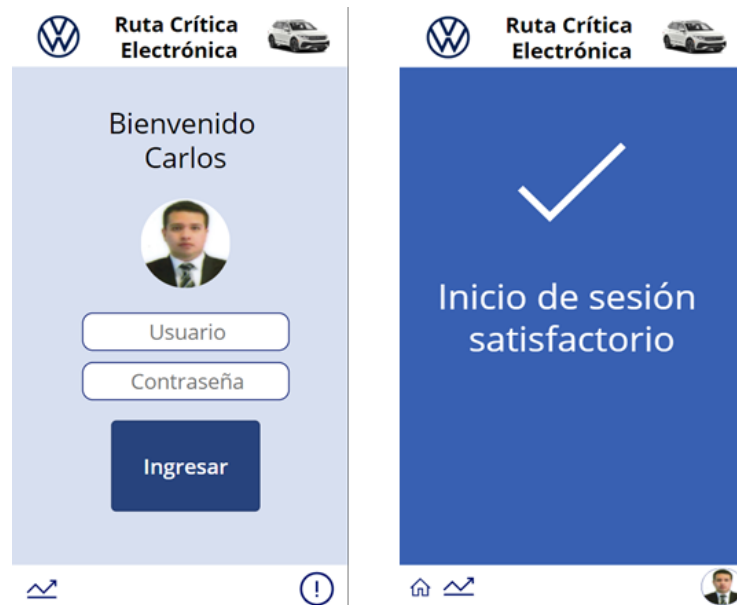 Ruta Crítica
Electrónica
Bienvenido
Carlos
Usuario
Contraseña
Ingresar
Ruta Crítica
Electrónica
Inicio de sesión
satisfactorio